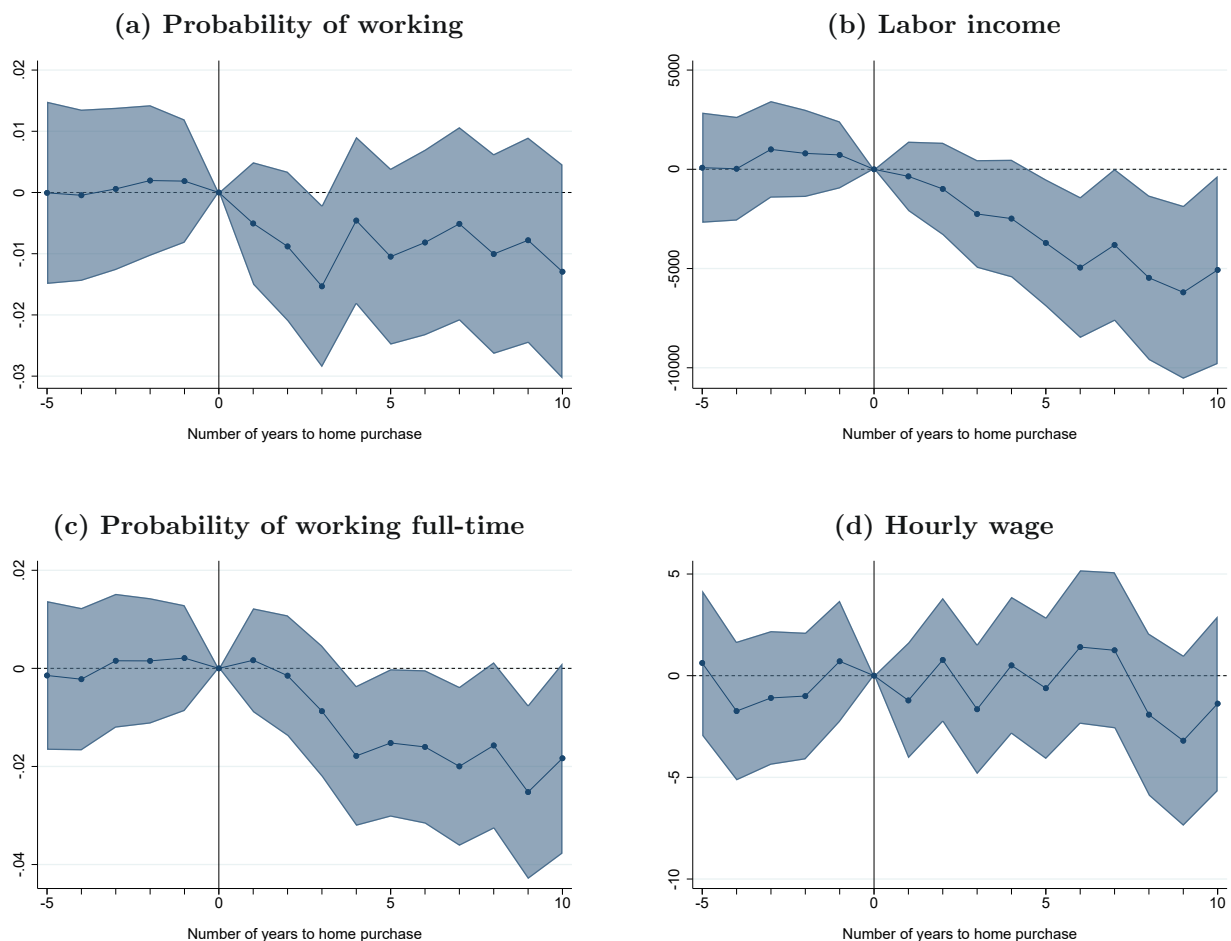 (a) Probability of working
.02
.01
0
-.01
-.02
-.03
-5 0 5 10
Number of years to home purchase
(b) Labor income
5000
0
-5000
-10000
-5 0 5 10
Number of years to home purchase
(c) Probability of working full-time
.02
0
-.02
-.04
-5 0 5 10
Number of years to home purchase
(d) Hourly wage
5
0
-5
-10
-5 0 5 10
Number of years to home purchase